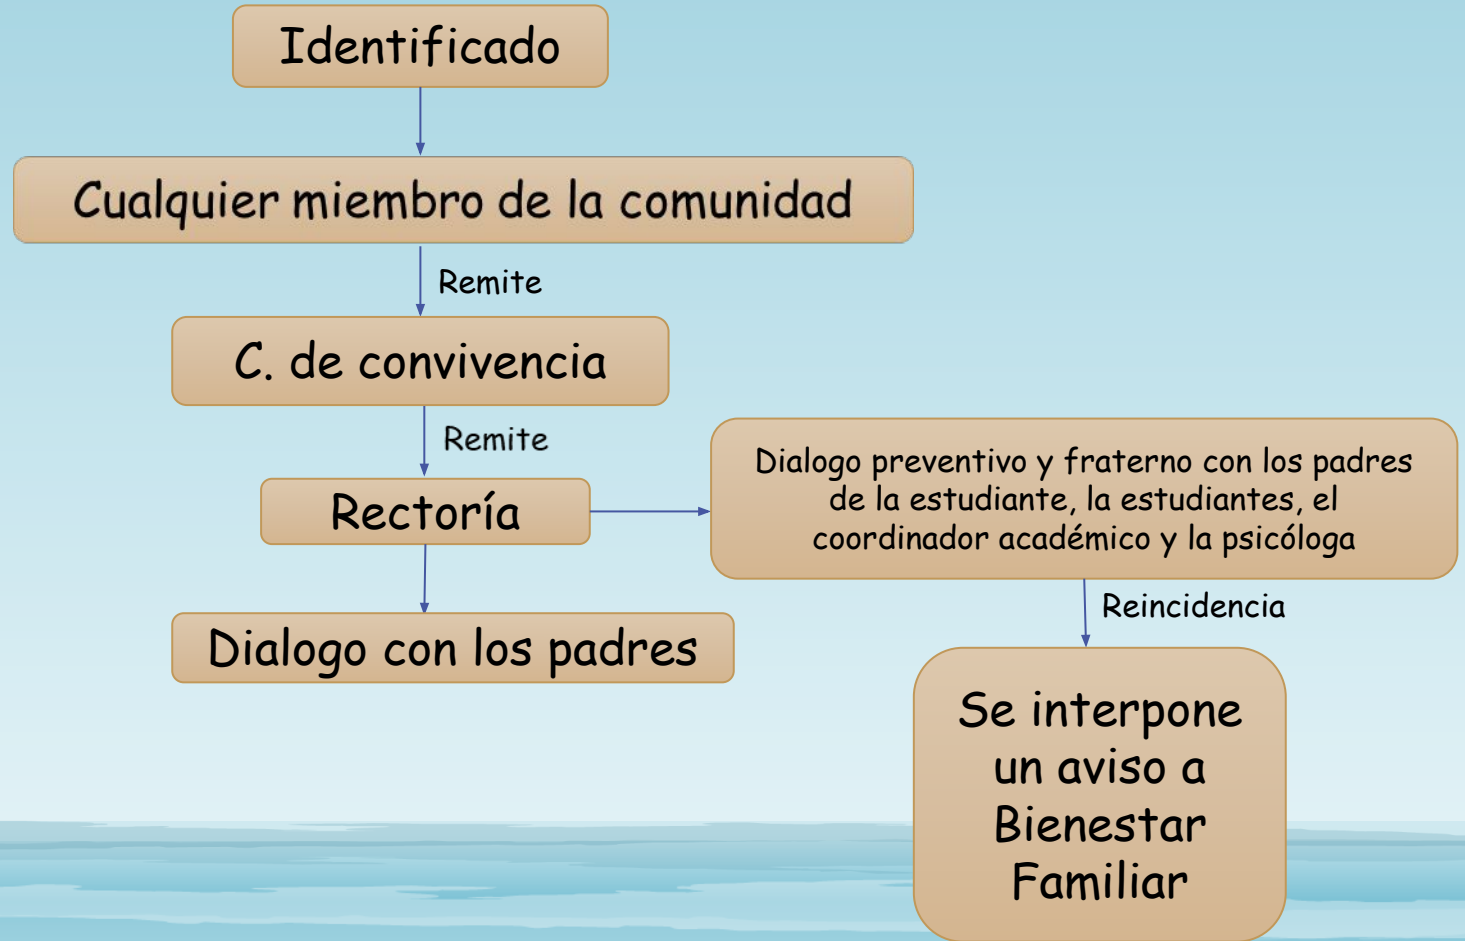 Identificado
Cualquier miembro de la comunidad
Remite
C. de convivencia
Remite
Rectoría
Dialogo preventivo y fraterno con los padres
de la estudiante, la estudiantes, el
coordinador académico y la psicóloga
Dialogo con los padres
Reincidencia
Se interpone
un aviso a
Bienestar
Familiar